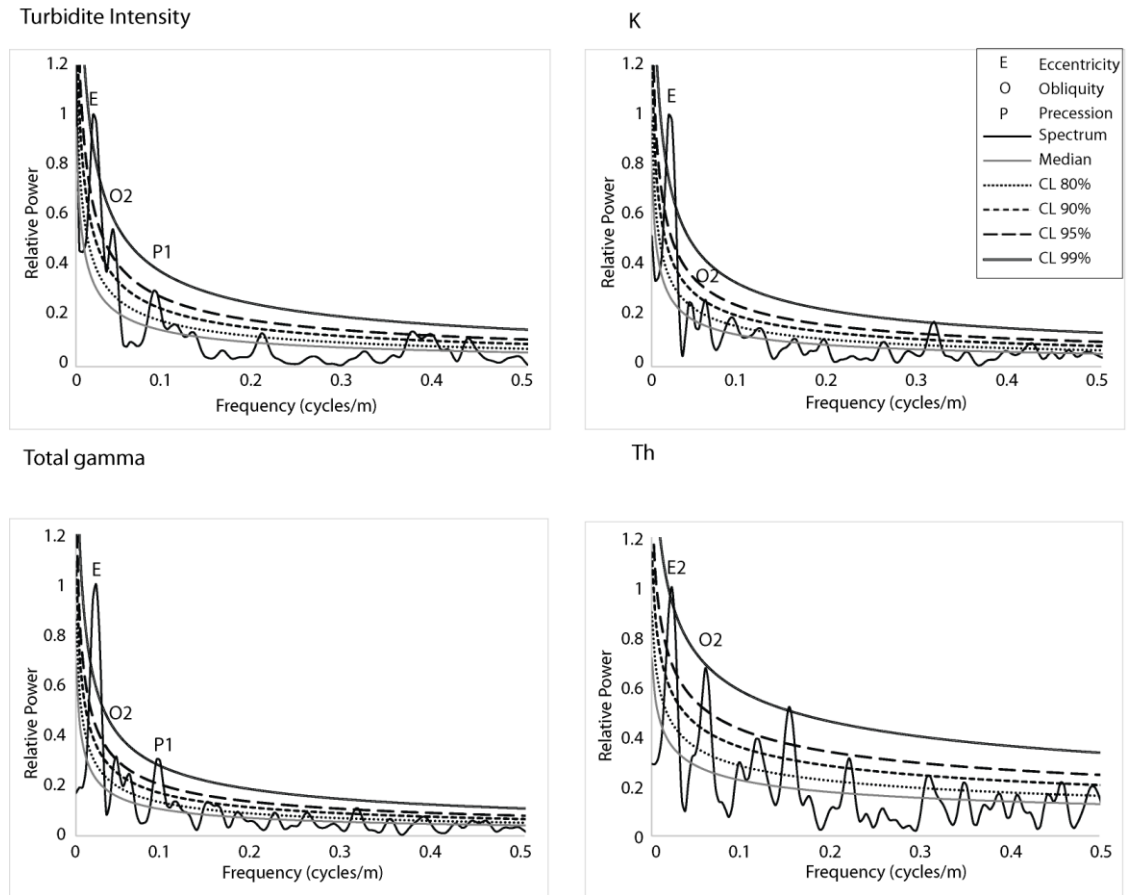 Turbidite Intensity
1.2
1
0.8
0.6
0.4
0.2
0
Relative Power
E
O2
P1
0 0.1 0.2 0.3 0.4 0.5
Frequency (cycles/m)
K
1.2
1
0.8
0.6
0.4
0.2
0
Relative Power
E
O2
0 0.1 0.2 0.3 0.4 0.5
Frequency (cycles/m)
E Eccentricity
O Obliquity
P Precession
Spectrum
Median
CL 80%
CL 90%
CL 95%
CL 99%
Total gamma
1.2
1
0.8
0.6
0.4
0.2
0
Relative Power
E
O2
P1
0 0.1 0.2 0.3 0.4 0.5
Frequency (cycles/m)
Th
1.2
1
0.8
0.6
0.4
0.2
0
Relative Power
E2
O2
0 0.1 0.2 0.3 0.4 0.5
Frequency (cycles/m)